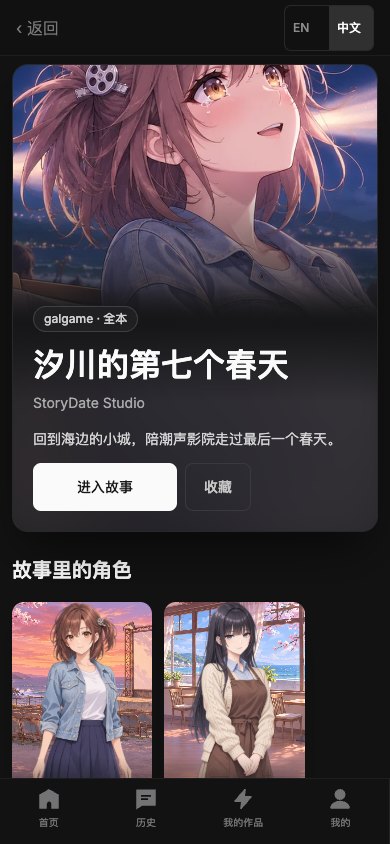 ‹ 返回
EN 中文
galgame · 全本
汐川的第七个春天
StoryDate Studio
回到海边的小城，陪潮声影院走过最后一个春天。
进入故事 收藏
故事里的角色
首页 历史 我的作品 我的